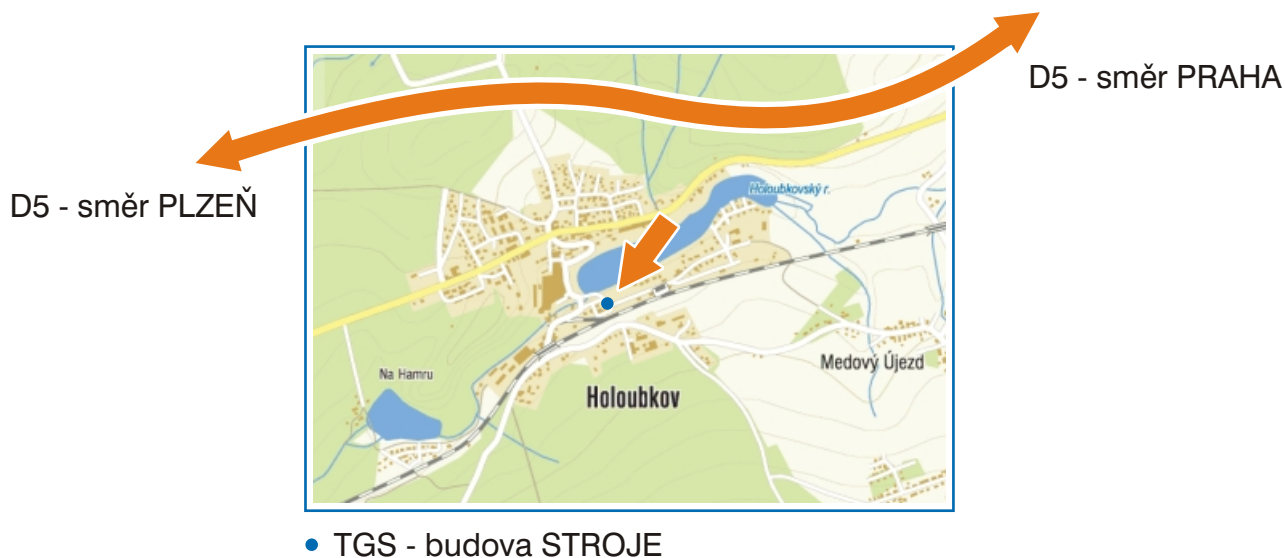 D5 - směr PRAHA
D5 - směr PLZEŇ
Holoubkovský r.
Medový Újezd
Na Hamru
Holoubkov
TGS - budova STROJE